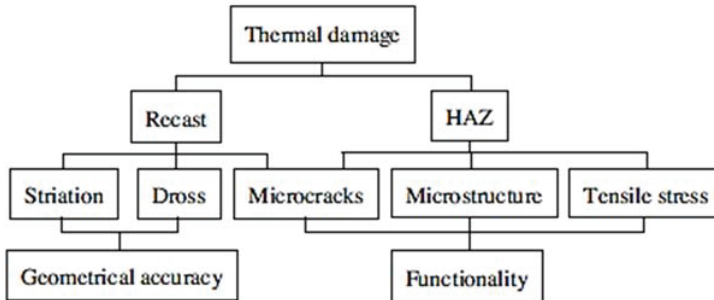 Thermal damage
Recast
HAZ
Striation
Dross
Microcracks
Microstructure
Tensile stress
Geometrical accuracy
Functionality